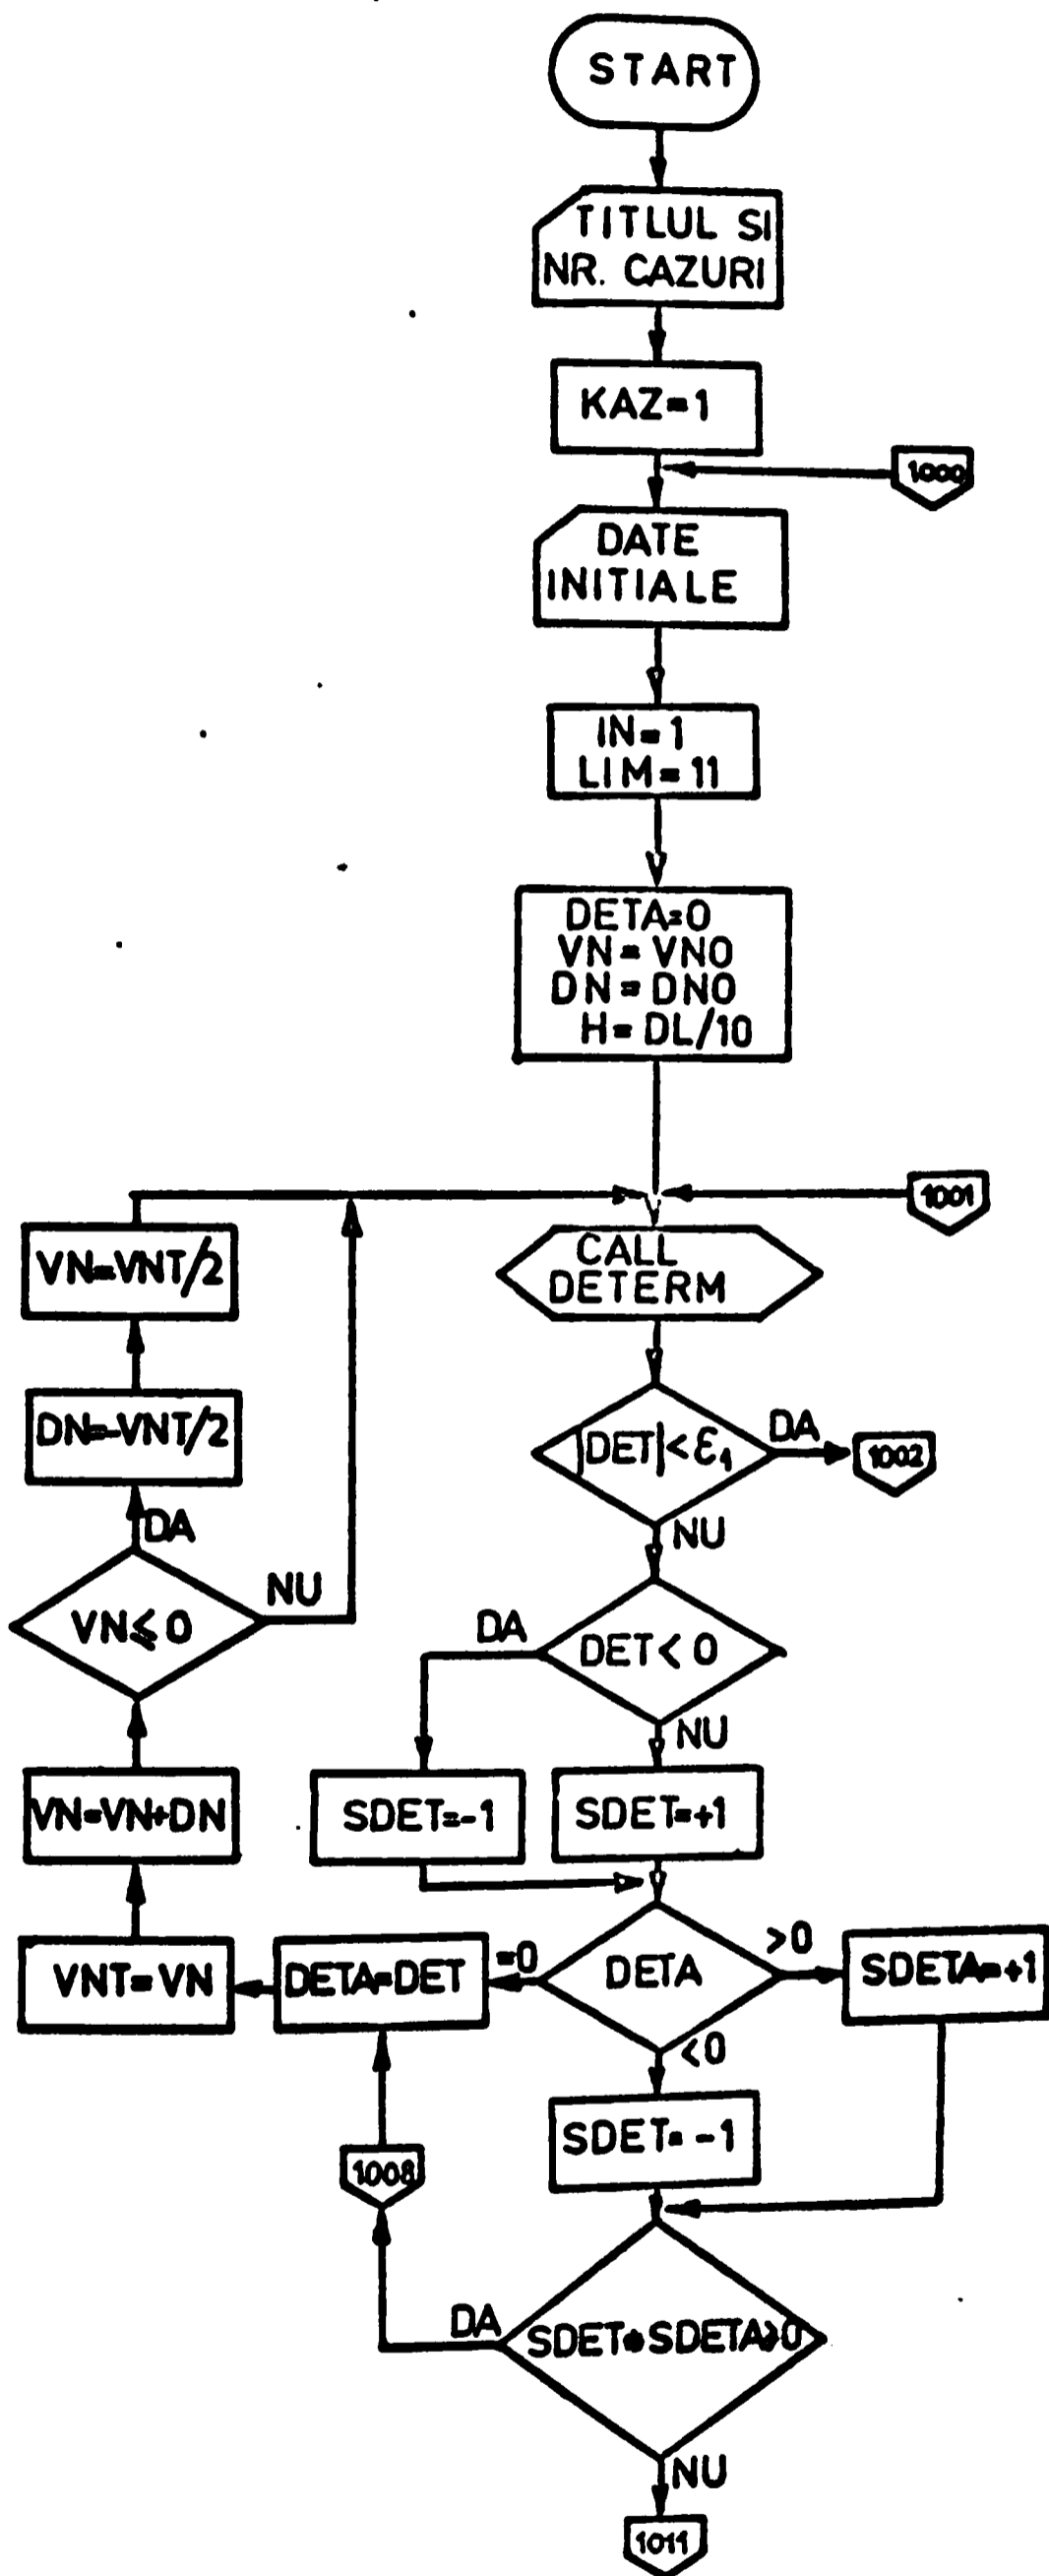 START
TITLUL SI
NR. CAZURI
KAZ=1
1000
DATE
INITIALE
IN=1
LIM=11
DETA=0
VN=VN0
DN=DN0
H=DL/10
1001
VN=VNT/2
CALL
DETERM
DN=-VNT/2
|DET|<ε₁
DA
1002
NU
DA
VN≤0
NU
DET<0
DA
NU
VN=VN+DN
SDET=-1
SDET=+1
VNT=VN
DETA=DET
=0
DETA
>0
SDETA=+1
<0
SDET=-1
1008
DA
SDET*SDETA>0
NU
1011